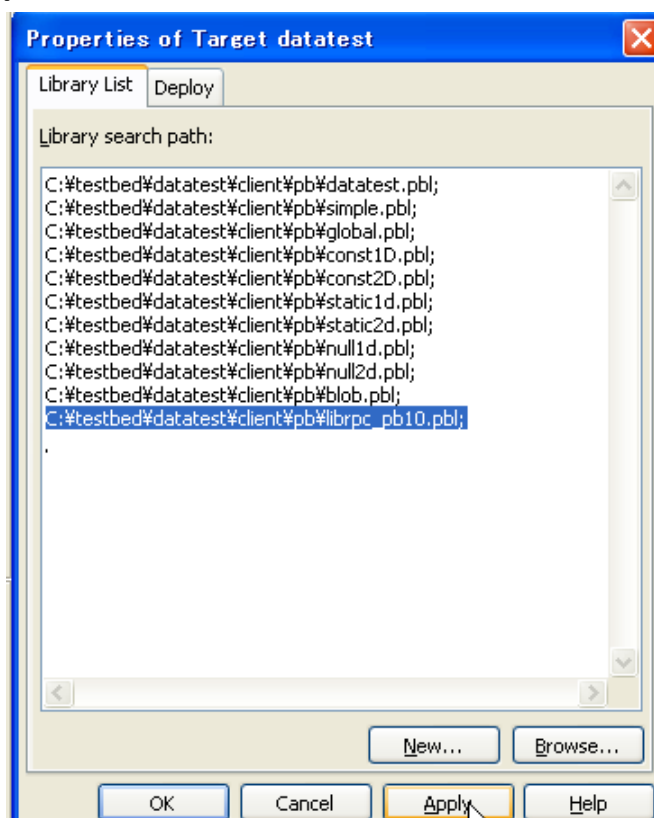 Properties of Target datatest
Library List
Deploy
Library search path:
C:¥testbed¥datatest¥client¥pb¥datatest.pbl;
C:¥testbed¥datatest¥client¥pb¥simple.pbl;
C:¥testbed¥datatest¥client¥pb¥global.pbl;
C:¥testbed¥datatest¥client¥pb¥const1D.pbl;
C:¥testbed¥datatest¥client¥pb¥const2D.pbl;
C:¥testbed¥datatest¥client¥pb¥static1d.pbl;
C:¥testbed¥datatest¥client¥pb¥static2d.pbl;
C:¥testbed¥datatest¥client¥pb¥null1d.pbl;
C:¥testbed¥datatest¥client¥pb¥null2d.pbl;
C:¥testbed¥datatest¥client¥pb¥blob.pbl;
C:¥testbed¥datatest¥client¥pb¥librpc_pb10.pbl;
.
New...
Browse...
OK
Cancel
Apply
Help